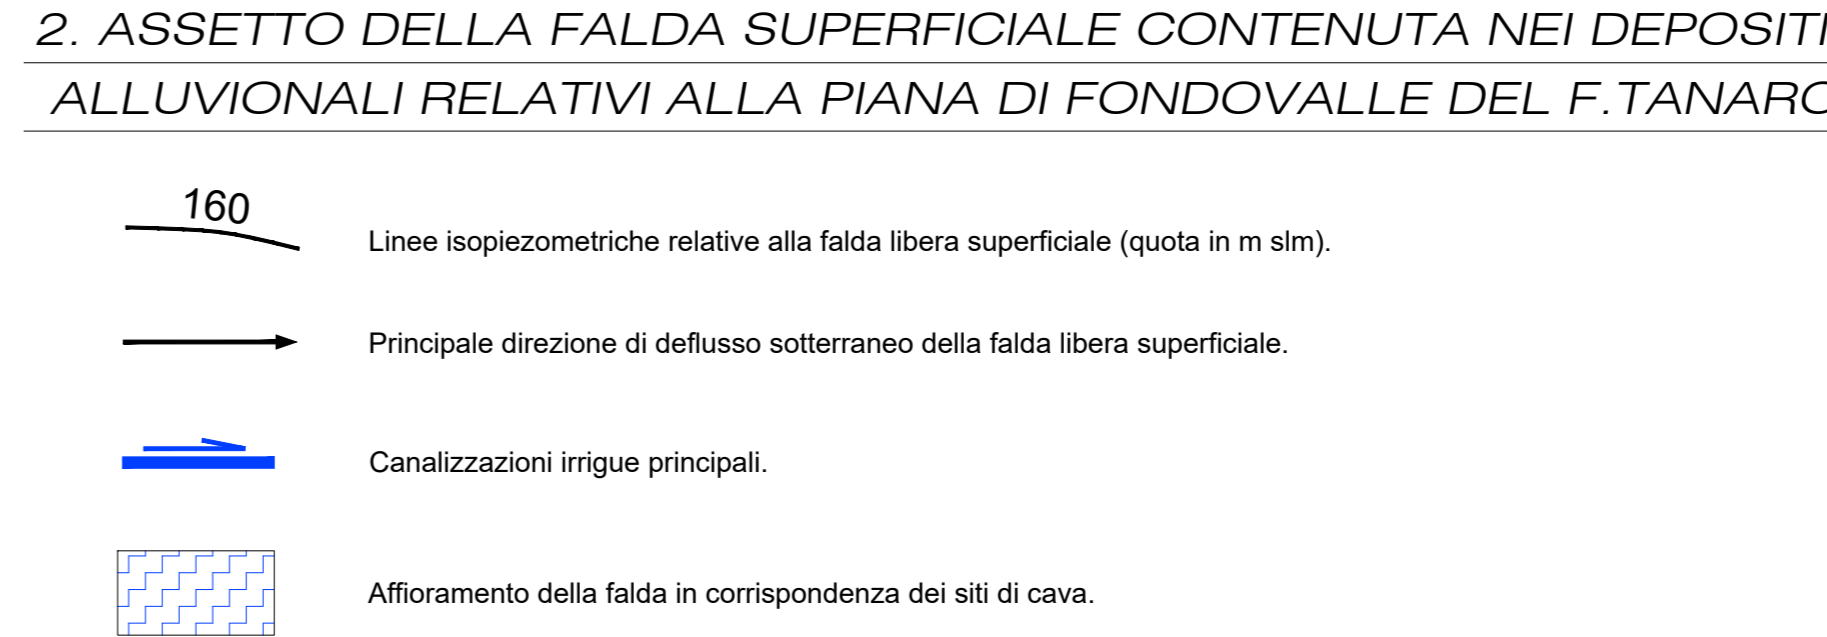 2. ASSETTO DELLA FALDA SUPERFICIALE CONTENUTA NEI DEPOSITI
ALLUVIONALI RELATIVI ALLA PIANA DI FONDOVALLE DEL F.TANARO
160
Linee isopiezometriche relative alla falda libera superficiale (quota in m slm).
Principale direzione di deflusso sotterraneo della falda libera superficiale.
Canalizzazioni irrigue principali.
Affioramento della falda in corrispondenza dei siti di cava.